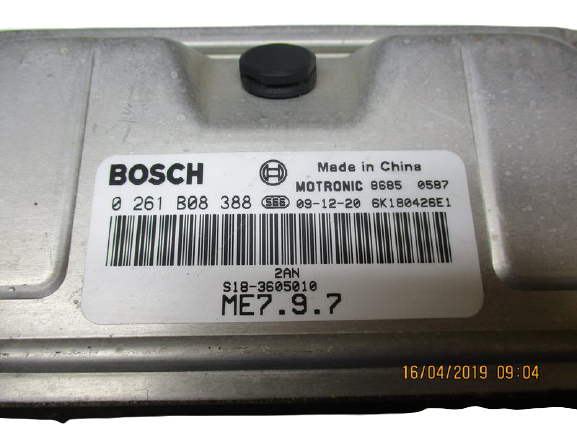 BOSCH
Made in China
MOTRONIC 8685 0587
0 261 B08 388 09-12-20 6K180426E1
2AN
S18-3605010
ME7.9.7
16/04/2019 09:04